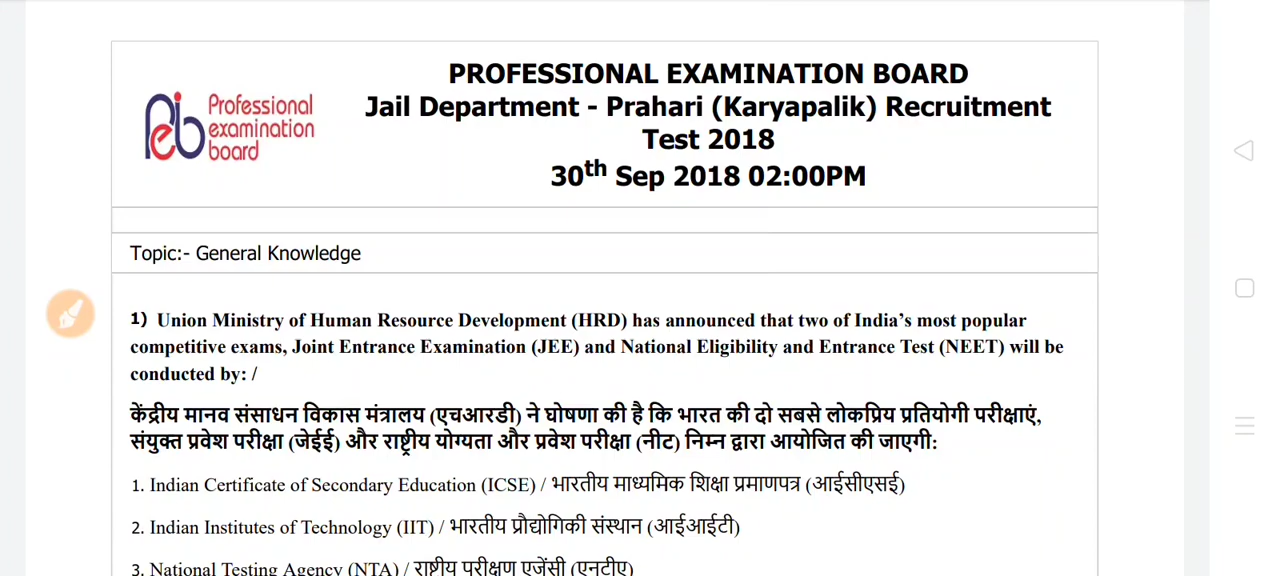 PROFESSIONAL EXAMINATION BOARD
Professional
examination
board
Jail Department - Prahari (Karyapalik) Recruitment
Test 2018
30th Sep 2018 02:00PM
Topic:- General Knowledge
1) Union Ministry of Human Resource Development (HRD) has announced that two of India's most popular
competitive exams, Joint Entrance Examination (JEE) and National Eligibility and Entrance Test (NEET) will be
conducted by: /
केंद्रीय मानव संसाधन विकास मंत्रालय (एचआरडी) ने घोषणा की है कि भारत की दो सबसे लोकप्रिय प्रतियोगी परीक्षाएं,
संयुक्त प्रवेश परीक्षा (जेईई) और राष्ट्रीय योग्यता और प्रवेश परीक्षा (नीट) निम्न द्वारा आयोजित की जाएगी:
1. Indian Certificate of Secondary Education (ICSE) / भारतीय माध्यमिक शिक्षा प्रमाणपत्र (आईसीएसई)
2. Indian Institutes of Technology (IIT) / भारतीय प्रौद्योगिकी संस्थान (आईआईटी)
3. National Testing Agency (NTA) / राष्ट्रीय परीक्षण एजेंसी (एनटीए)